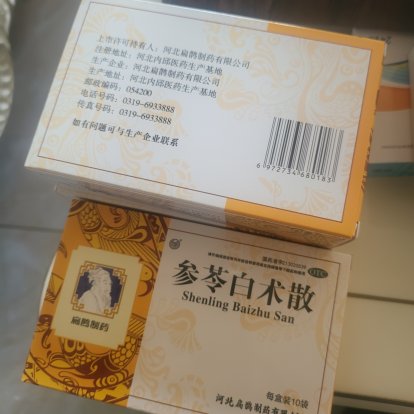 上市许可持有人：河北扁鹊制药有限公司
注册地址：河北内邱医药生产基地
生产企业：河北扁鹊制药有限公司
生产地址：河北内邱医药生产基地
邮政编码：054200
电话号码：0319-6933888
传真号码：0319-6933888
如有问题可与生产企业联系
6972734680183
OTC
参苓白术散
Shenling Baizhu San
扁鹊制药
每盒装10袋
河北扁鹊制药有限